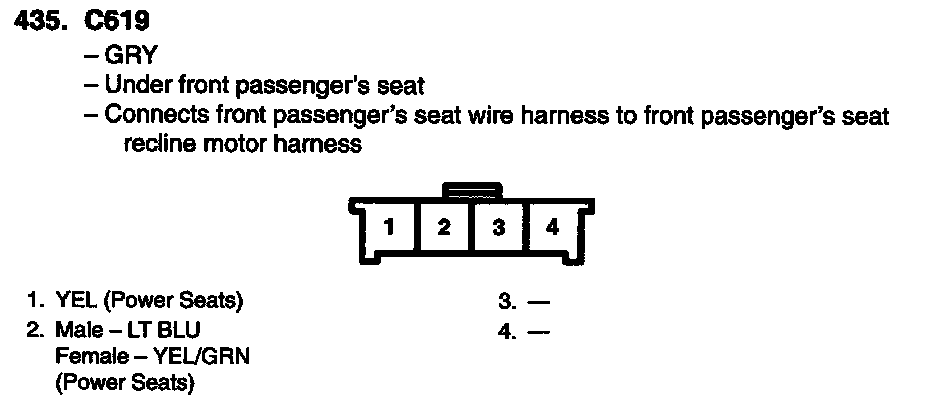 435. C619
– GRY
– Under front passenger's seat
– Connects front passenger's seat wire harness to front passenger's seat
recline motor harness
1 2 3 4
1. YEL (Power Seats)
2. Male – LT BLU
Female – YEL/GRN
(Power Seats)
3. —
4. —